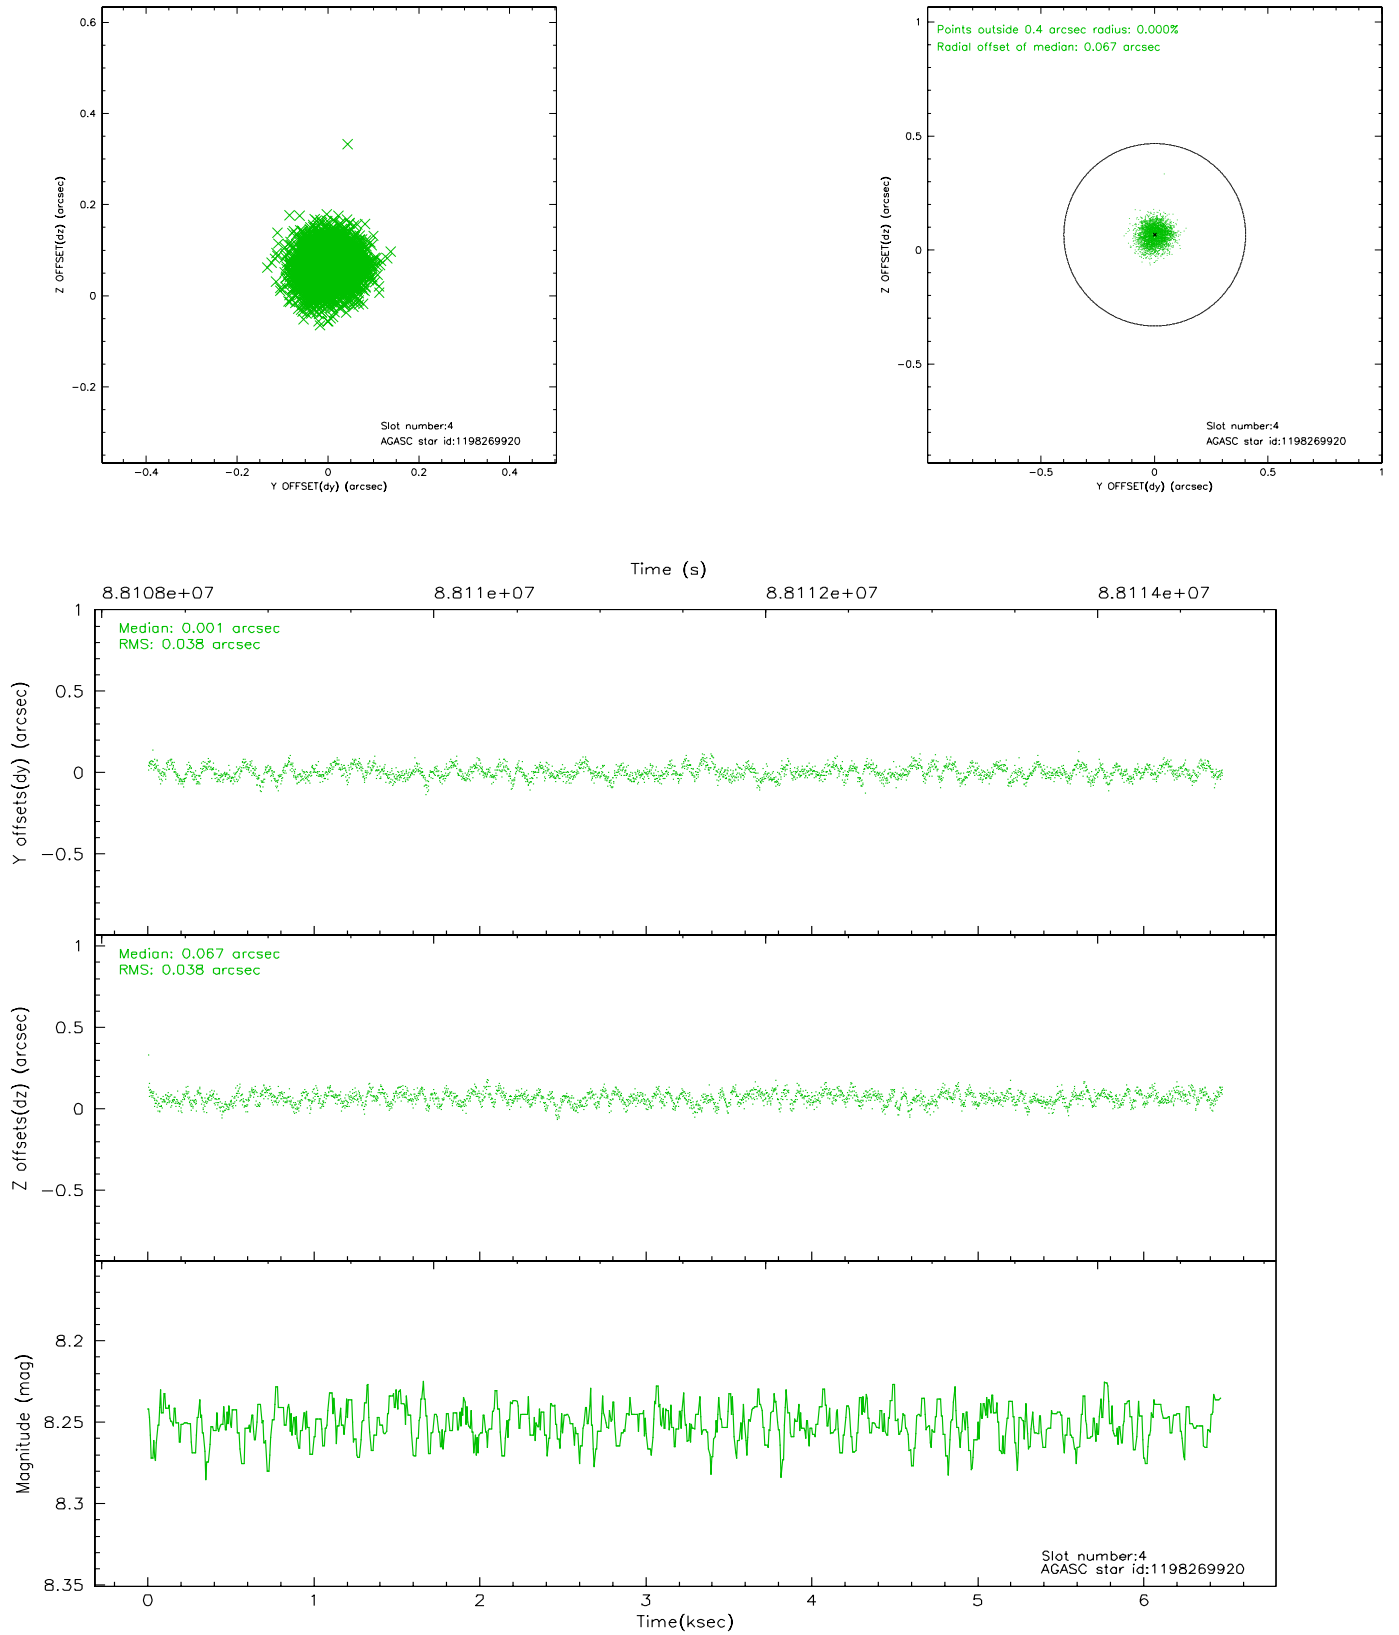 0.6
0.4
0.2
0
−0.2
Z OFFSET(dz) (arcsec)
Slot number:4
AGASC star id:1198269920
−0.4 −0.2 0 0.2 0.4
Y OFFSET(dy) (arcsec)
Points outside 0.4 arcsec radius: 0.000%
Radial offset of median: 0.067 arcsec
1
0.5
0
−0.5
Z OFFSET(dz) (arcsec)
Slot number:4
AGASC star id:1198269920
−0.5 0 0.5 1
Y OFFSET(dy) (arcsec)
Time (s)
8.8108e+07 8.811e+07 8.8112e+07 8.8114e+07
Median: 0.001 arcsec
RMS: 0.038 arcsec
1
0.5
0
−0.5
Y offsets(dy) (arcsec)
Median: 0.067 arcsec
RMS: 0.038 arcsec
1
0.5
0
−0.5
Z offsets(dz) (arcsec)
8.2
8.25
8.3
8.35
Magnitude (mag)
Slot number:4
AGASC star id:1198269920
0 1 2 3 4 5 6
Time(ksec)